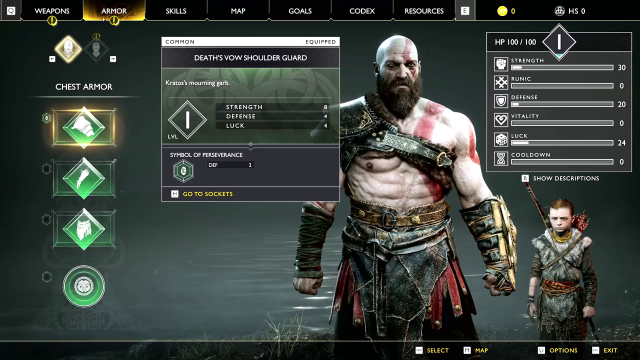 Q WEAPONS ARMOR SKILLS MAP GOALS CODEX RESOURCES E 0 HS 0
COMMON EQUIPPED
DEATH'S VOW SHOULDER GUARD
Kratos's mourning garb.
I
LVL
STRENGTH 8
DEFENSE 4
LUCK 4
SYMBOL OF PERSEVERANCE
DEF 2
GO TO SOCKETS
CHEST ARMOR
HP 100 / 100
I
STRENGTH 30
RUNIC 0
DEFENSE 20
VITALITY 0
LUCK 24
COOLDOWN 0
SHOW DESCRIPTIONS
SELECT MAP OPTIONS EXIT